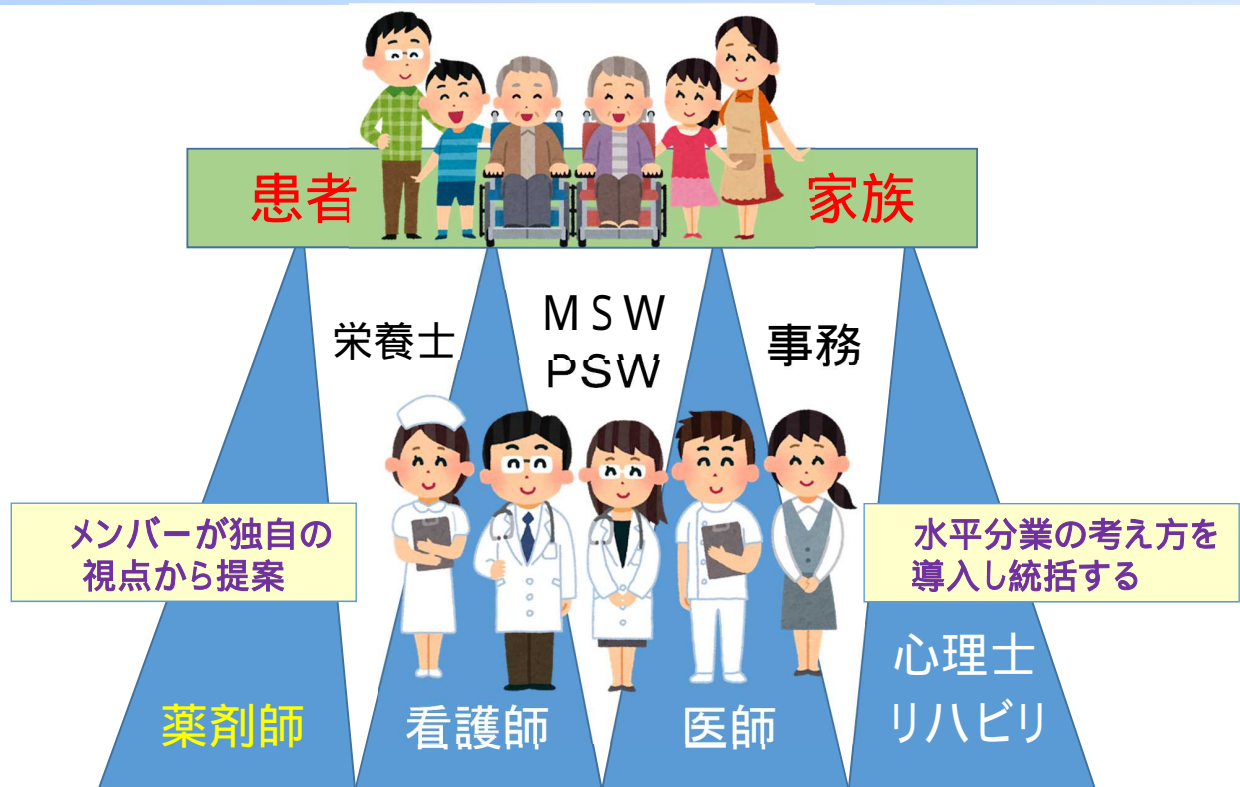 患者
家族
栄養士
MSW
PSW
事務
メンバーが独自の
視点から提案
水平分業の考え方を
導入し統括する
薬剤師
看護師
医師
心理士
リハビリ